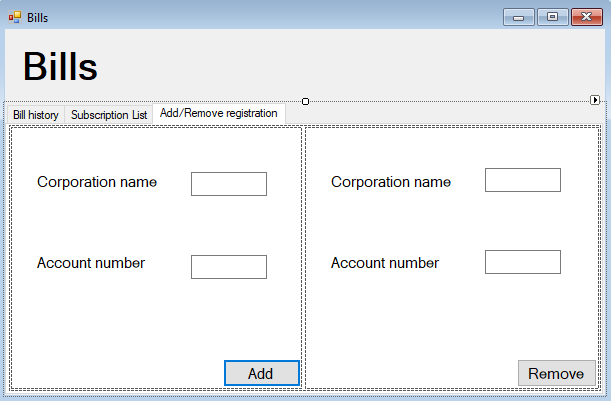 Bills
Bills
Bill history
Subscription List
Add/Remove registration
Corporation name
Account number
Add
Corporation name
Account number
Remove